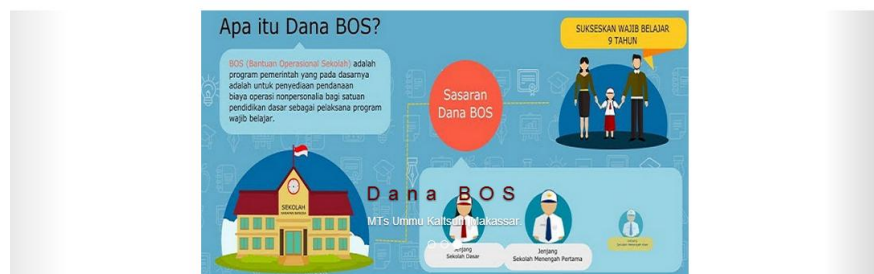 Apa itu Dana BOS?
BOS (Bantuan Operasional Sekolah) adalah
program pemerintah yang pada dasarnya
adalah untuk penyediaan pendanaan
biaya operasi nonpersonalia bagi satuan
pendidikan dasar sebagai pelaksana program
wajib belajar.
SUKSESKAN WAJIB BELAJAR
9 TAHUN
Sasaran
Dana BOS
SEKOLAH
Dana BOS
MTs Ummu Kaltsum Makassar.
Jenjang
Sekolah Dasar
Jenjang
Sekolah Menengah Pertama